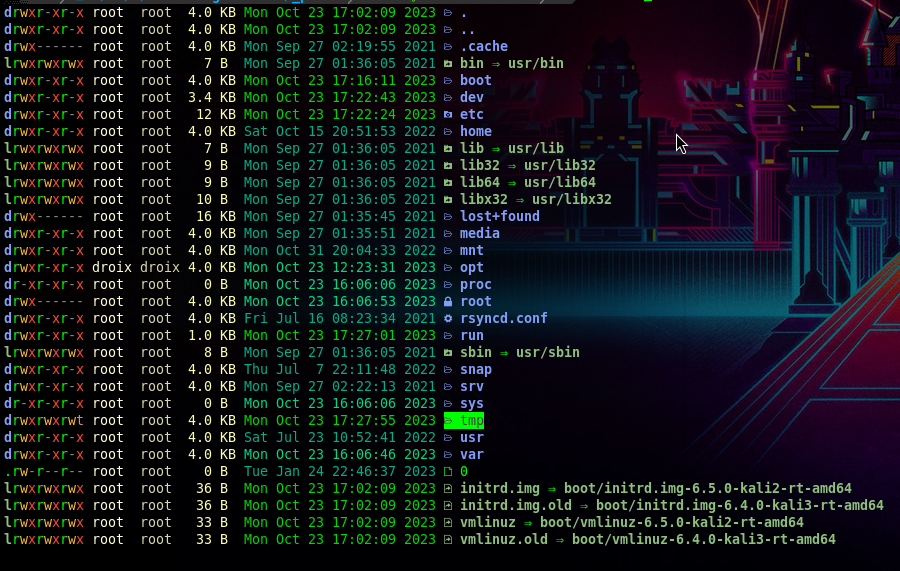 drwxr-xr-x root  root  4.0 KB Mon Oct 23 17:02:09 2023 .
drwxr-xr-x root  root  4.0 KB Mon Oct 23 17:02:09 2023 ..
drwx------ root  root  4.0 KB Mon Sep 27 02:19:55 2021 .cache
lrwxrwxrwx root  root    7 B  Mon Sep 27 01:36:05 2021 bin ⇒ usr/bin
drwxr-xr-x root  root  4.0 KB Mon Oct 23 17:16:11 2023 boot
drwxr-xr-x root  root  3.4 KB Mon Oct 23 17:22:43 2023 dev
drwxr-xr-x root  root   12 KB Mon Oct 23 17:22:24 2023 etc
drwxr-xr-x root  root  4.0 KB Sat Oct 15 20:51:53 2022 home
lrwxrwxrwx root  root    7 B  Mon Sep 27 01:36:05 2021 lib ⇒ usr/lib
lrwxrwxrwx root  root    9 B  Mon Sep 27 01:36:05 2021 lib32 ⇒ usr/lib32
lrwxrwxrwx root  root    9 B  Mon Sep 27 01:36:05 2021 lib64 ⇒ usr/lib64
lrwxrwxrwx root  root   10 B  Mon Sep 27 01:36:05 2021 libx32 ⇒ usr/libx32
drwx------ root  root   16 KB Mon Sep 27 01:35:45 2021 lost+found
drwxr-xr-x root  root  4.0 KB Mon Sep 27 01:35:51 2021 media
drwxr-xr-x root  root  4.0 KB Mon Oct 31 20:04:33 2022 mnt
drwxr-xr-x droix droix 4.0 KB Mon Oct 23 12:23:31 2023 opt
dr-xr-xr-x root  root    0 B  Mon Oct 23 16:06:06 2023 proc
drwx------ root  root  4.0 KB Mon Oct 23 16:06:53 2023 root
drwxr-xr-x root  root  4.0 KB Fri Jul 16 08:23:34 2021 rsyncd.conf
drwxr-xr-x root  root  1.0 KB Mon Oct 23 17:27:01 2023 run
lrwxrwxrwx root  root    8 B  Mon Sep 27 01:36:05 2021 sbin ⇒ usr/sbin
drwxr-xr-x root  root  4.0 KB Thu Jul  7 22:11:48 2022 snap
drwxr-xr-x root  root  4.0 KB Mon Sep 27 02:22:13 2021 srv
dr-xr-xr-x root  root    0 B  Mon Oct 23 16:06:06 2023 sys
drwxrwxrwt root  root  4.0 KB Mon Oct 23 17:27:55 2023 tmp
drwxr-xr-x root  root  4.0 KB Sat Jul 23 10:52:41 2022 usr
drwxr-xr-x root  root  4.0 KB Mon Oct 23 16:06:46 2023 var
.rw-r--r-- root  root    0 B  Tue Jan 24 22:46:37 2023 0
lrwxrwxrwx root  root   36 B  Mon Oct 23 17:02:09 2023 initrd.img ⇒ boot/initrd.img-6.5.0-kali2-rt-amd64
lrwxrwxrwx root  root   36 B  Mon Oct 23 17:02:09 2023 initrd.img.old ⇒ boot/initrd.img-6.4.0-kali3-rt-amd64
lrwxrwxrwx root  root   33 B  Mon Oct 23 17:02:09 2023 vmlinuz ⇒ boot/vmlinuz-6.5.0-kali2-rt-amd64
lrwxrwxrwx root  root   33 B  Mon Oct 23 17:02:09 2023 vmlinuz.old ⇒ boot/vmlinuz-6.4.0-kali3-rt-amd64